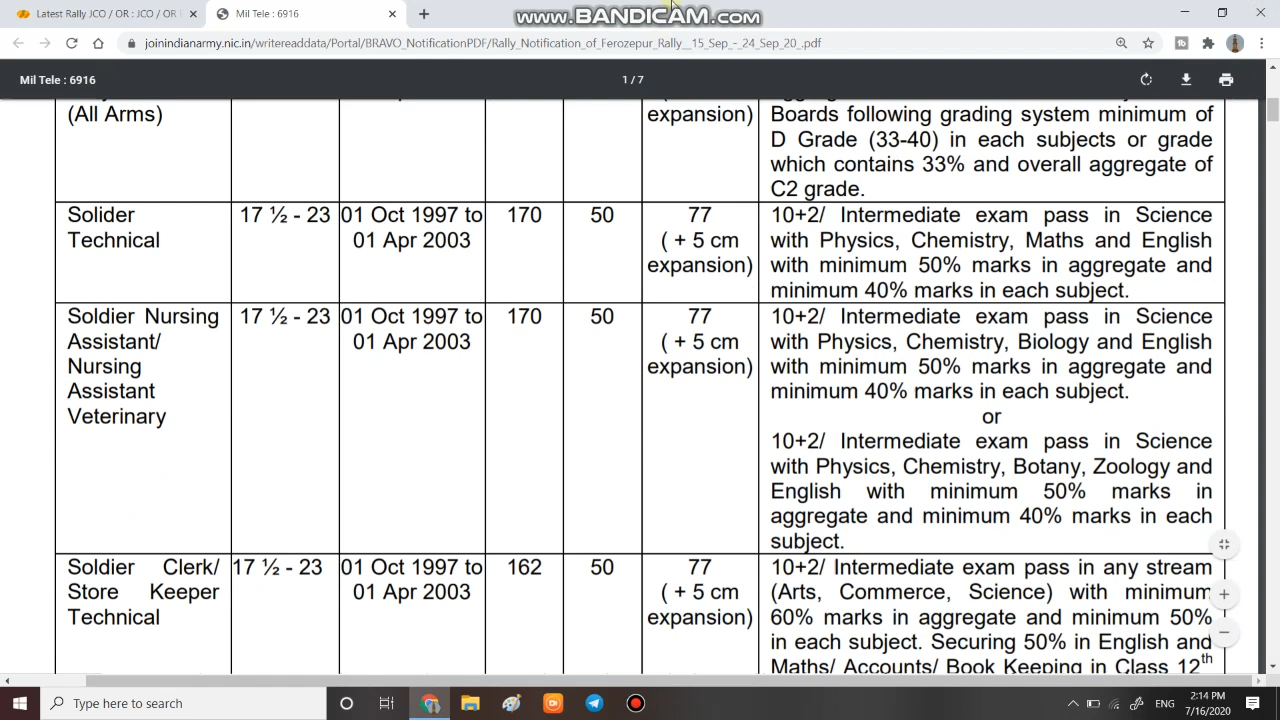 Latest Rally JCO / OR : JCO / OR
Mil Tele : 6916
www.BANDICAM.com
joinindianarmy.nic.in/writereaddata/Portal/BRAVO_NotificationPDF/Rally_Notification_of_Ferozepur_Rally__15_Sep_-_24_Sep_20_.pdf
Mil Tele : 6916
1 / 7
(All Arms)
expansion)
Boards following grading system minimum of
D Grade (33-40) in each subjects or grade
which contains 33% and overall aggregate of
C2 grade.
Solider
Technical
17 ½ - 23
01 Oct 1997 to
01 Apr 2003
170
50
77
( + 5 cm
expansion)
10+2/ Intermediate exam pass in Science
with Physics, Chemistry, Maths and English
with minimum 50% marks in aggregate and
minimum 40% marks in each subject.
Soldier Nursing
Assistant/
Nursing
Assistant
Veterinary
17 ½ - 23
01 Oct 1997 to
01 Apr 2003
170
50
77
( + 5 cm
expansion)
10+2/ Intermediate exam pass in Science
with Physics, Chemistry, Biology and English
with minimum 50% marks in aggregate and
minimum 40% marks in each subject.
or
10+2/ Intermediate exam pass in Science
with Physics, Chemistry, Botany, Zoology and
English with minimum 50% marks in
aggregate and minimum 40% marks in each
subject.
Soldier Clerk/
Store Keeper
Technical
17 ½ - 23
01 Oct 1997 to
01 Apr 2003
162
50
77
( + 5 cm
expansion)
10+2/ Intermediate exam pass in any stream
(Arts, Commerce, Science) with minimum
60% marks in aggregate and minimum 50%
in each subject. Securing 50% in English and
Maths/ Accounts/ Book Keeping in Class 12th
Type here to search
ENG
2:14 PM
7/16/2020